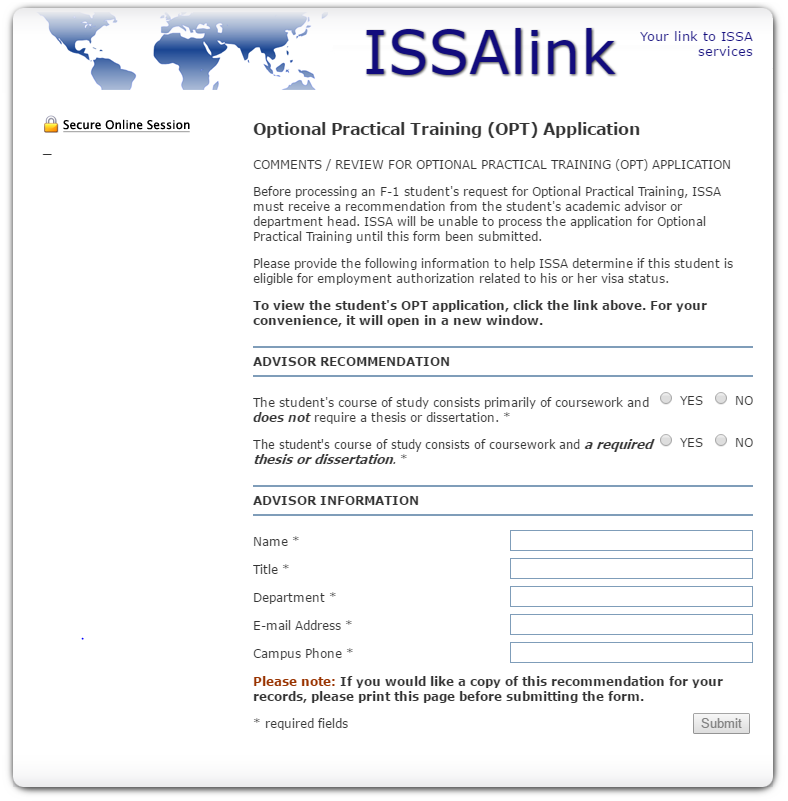 ISSAlink
Your link to ISSA
services
Secure Online Session
Optional Practical Training (OPT) Application
COMMENTS / REVIEW FOR OPTIONAL PRACTICAL TRAINING (OPT) APPLICATION
Before processing an F-1 student's request for Optional Practical Training, ISSA
must receive a recommendation from the student's academic advisor or
department head. ISSA will be unable to process the application for Optional
Practical Training until this form been submitted.
Please provide the following information to help ISSA determine if this student is
eligible for employment authorization related to his or her visa status.
To view the student's OPT application, click the link above. For your
convenience, it will open in a new window.
ADVISOR RECOMMENDATION
The student's course of study consists primarily of coursework and YES NO
does not require a thesis or dissertation. *
The student's course of study consists of coursework and a required YES NO
thesis or dissertation. *
ADVISOR INFORMATION
Name *
Title *
Department *
E-mail Address *
Campus Phone *
Please note: If you would like a copy of this recommendation for your
records, please print this page before submitting the form.
* required fields Submit